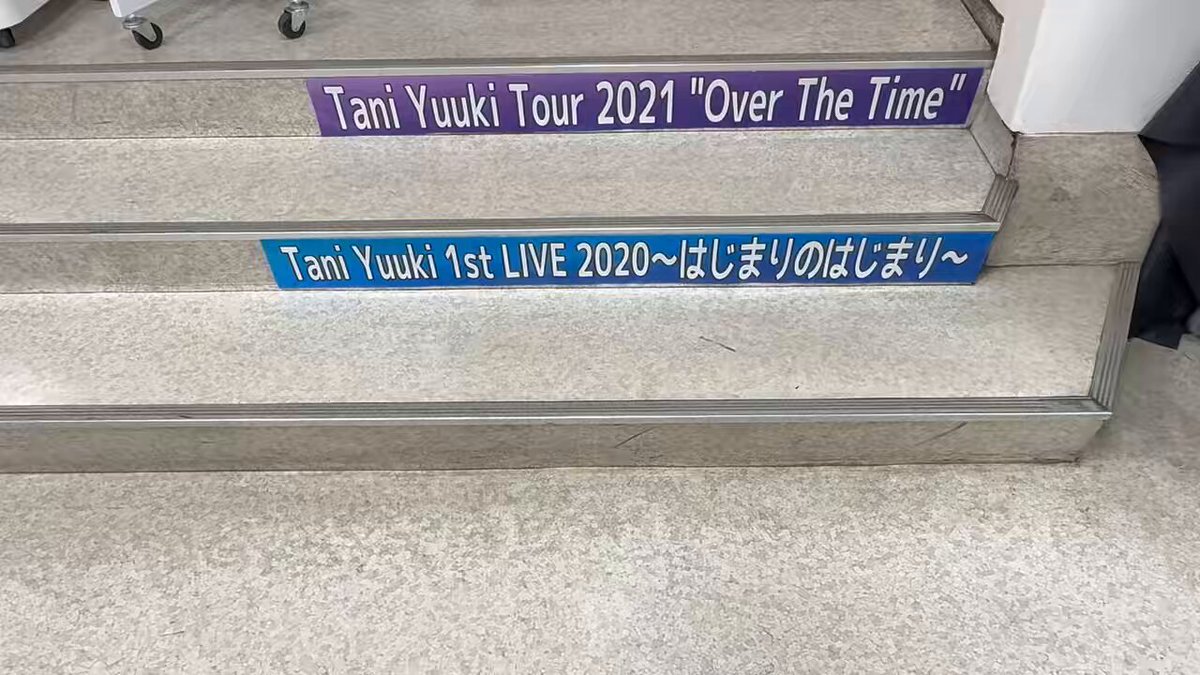 Tani Yuuki Tour 2021 "Over The Time"
Tani Yuuki 1st LIVE 2020～はじまりのはじまり～